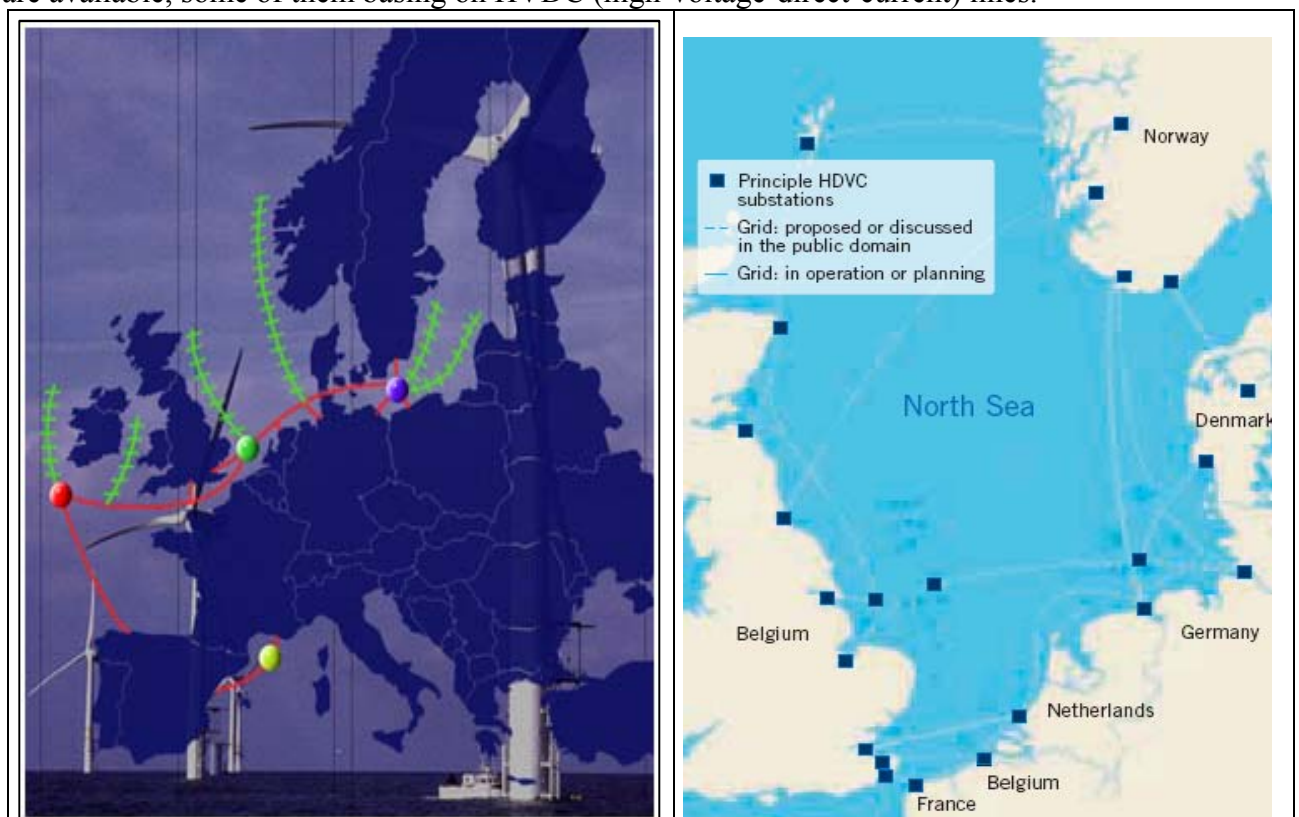 are available, some of them basing on HVDC (high-voltage-direct-current) lines.
Norway
Principle HDVC
substations
Grid: proposed or discussed
in the public domain
Grid: in operation or planning
North Sea
Denmark
Belgium
Germany
Netherlands
Belgium
France